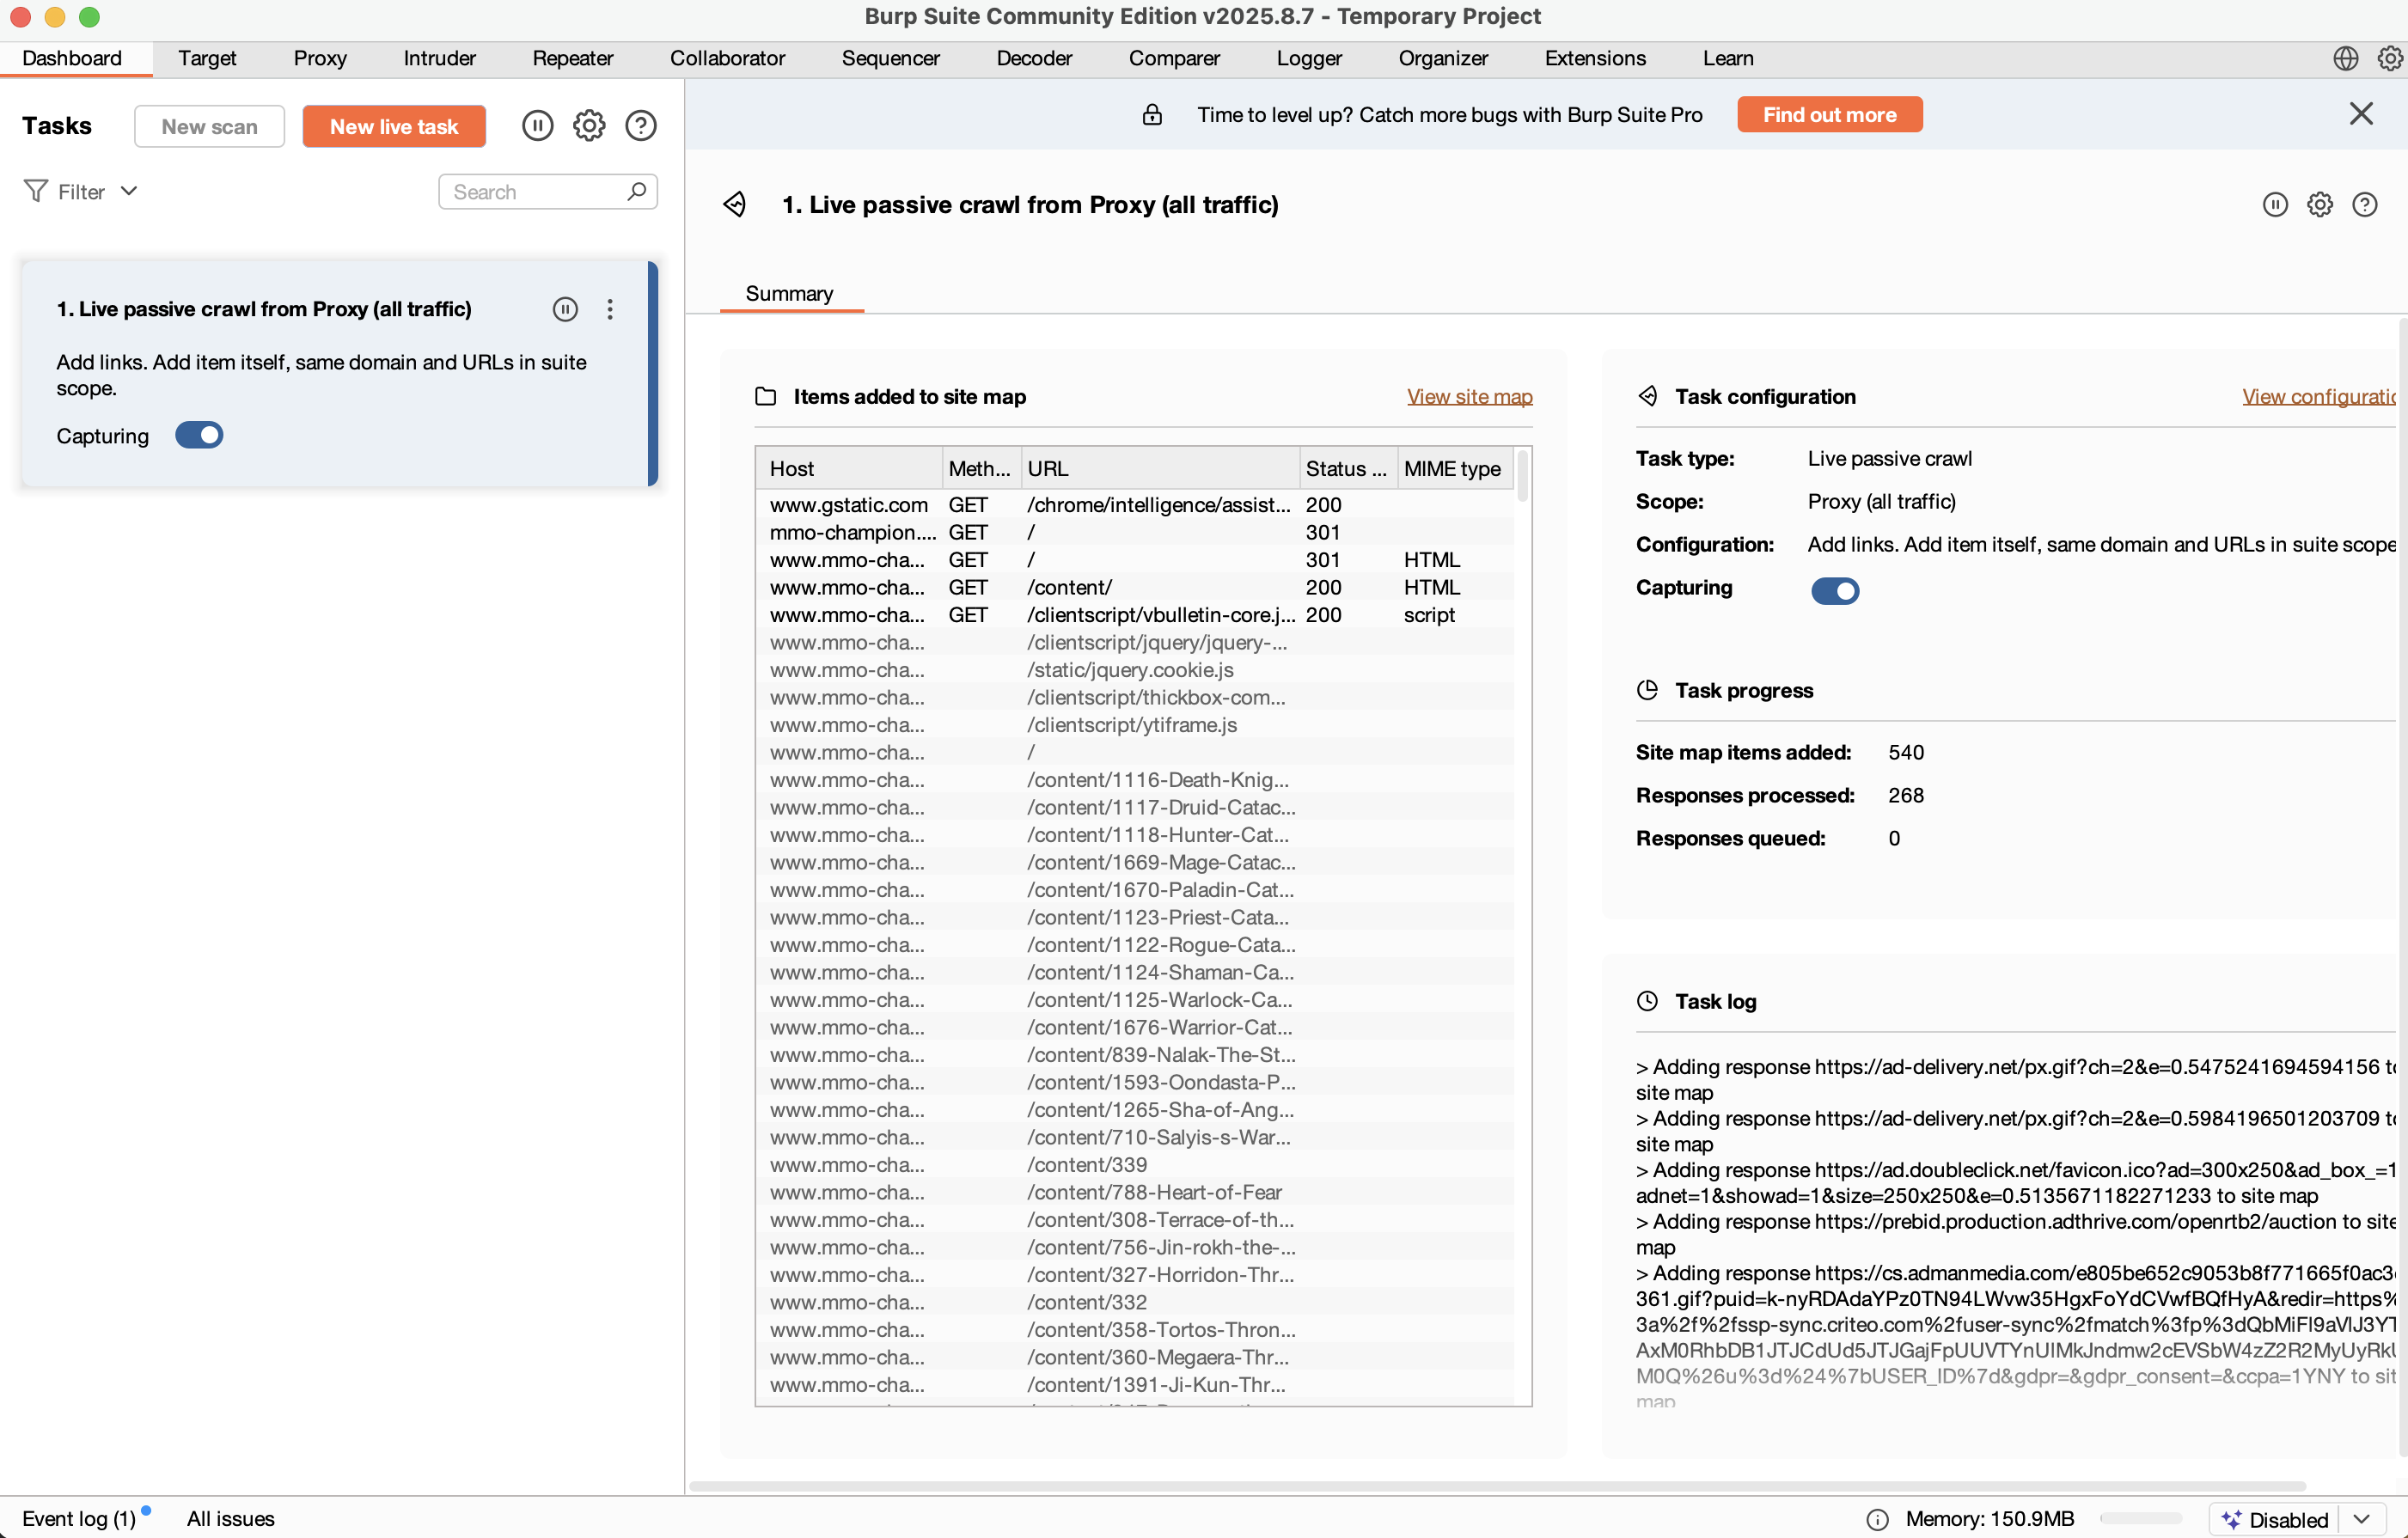 Burp Suite Community Edition v2025.8.7 - Temporary Project
Dashboard Target Proxy Intruder Repeater Collaborator Sequencer Decoder Comparer Logger Organizer Extensions Learn
Tasks New scan New live task
Filter Search
1. Live passive crawl from Proxy (all traffic)
Add links. Add item itself, same domain and URLs in suite
scope.
Capturing
Time to level up? Catch more bugs with Burp Suite Pro Find out more
1. Live passive crawl from Proxy (all traffic)
Summary
Items added to site map View site map
Host Meth... URL Status ... MIME type
www.gstatic.com GET /chrome/intelligence/assist... 200
mmo-champion.... GET / 301
www.mmo-cha... GET / 301 HTML
www.mmo-cha... GET /content/ 200 HTML
www.mmo-cha... GET /clientscript/vbulletin-core.j... 200 script
www.mmo-cha... /clientscript/jquery/jquery-...
www.mmo-cha... /static/jquery.cookie.js
www.mmo-cha... /clientscript/thickbox-com...
www.mmo-cha... /clientscript/ytiframe.js
www.mmo-cha... /
www.mmo-cha... /content/1116-Death-Knig...
www.mmo-cha... /content/1117-Druid-Catac...
www.mmo-cha... /content/1118-Hunter-Cat...
www.mmo-cha... /content/1669-Mage-Catac...
www.mmo-cha... /content/1670-Paladin-Cat...
www.mmo-cha... /content/1123-Priest-Cata...
www.mmo-cha... /content/1122-Rogue-Cata...
www.mmo-cha... /content/1124-Shaman-Ca...
www.mmo-cha... /content/1125-Warlock-Ca...
www.mmo-cha... /content/1676-Warrior-Cat...
www.mmo-cha... /content/839-Nalak-The-St...
www.mmo-cha... /content/1593-Oondasta-P...
www.mmo-cha... /content/1265-Sha-of-Ang...
www.mmo-cha... /content/710-Salyis-s-War...
www.mmo-cha... /content/339
www.mmo-cha... /content/788-Heart-of-Fear
www.mmo-cha... /content/308-Terrace-of-th...
www.mmo-cha... /content/756-Jin-rokh-the-...
www.mmo-cha... /content/327-Horridon-Thr...
www.mmo-cha... /content/332
www.mmo-cha... /content/358-Tortos-Thron...
www.mmo-cha... /content/360-Megaera-Thr...
www.mmo-cha... /content/1391-Ji-Kun-Thr...
Task configuration View configuratio
Task type: Live passive crawl
Scope: Proxy (all traffic)
Configuration: Add links. Add item itself, same domain and URLs in suite scope
Capturing
Task progress
Site map items added: 540
Responses processed: 268
Responses queued: 0
Task log
> Adding response https://ad-delivery.net/px.gif?ch=2&e=0.5475241694594156 to
site map
> Adding response https://ad-delivery.net/px.gif?ch=2&e=0.5984196501203709 to
site map
> Adding response https://ad.doubleclick.net/favicon.ico?ad=300x250&ad_box_=1
adnet=1&showad=1&size=250x250&e=0.5135671182271233 to site map
> Adding response https://prebid.production.adthrive.com/openrtb2/auction to site
map
> Adding response https://cs.admanmedia.com/e805be652c9053b8f771665f0ac3
361.gif?puid=k-nyRDAdaYPz0TN94LWvw35HgxFoYdCVwfBQfHyA&redir=https%
3a%2f%2fssp-sync.criteo.com%2fuser-sync%2fmatch%3fp%3dQbMiFl9aVlJ3YT
AxM0RhbDB1JTJCdUd5JTJGajFpUUVTYnUlMkJndmw2cEVSbW4zZ2R2MyUyRkU
M0Q%26u%3d%24%7bUSER_ID%7d&gdpr=&gdpr_consent=&ccpa=1YNY to sit
map
Event log (1) All issues Memory: 150.9MB Disabled